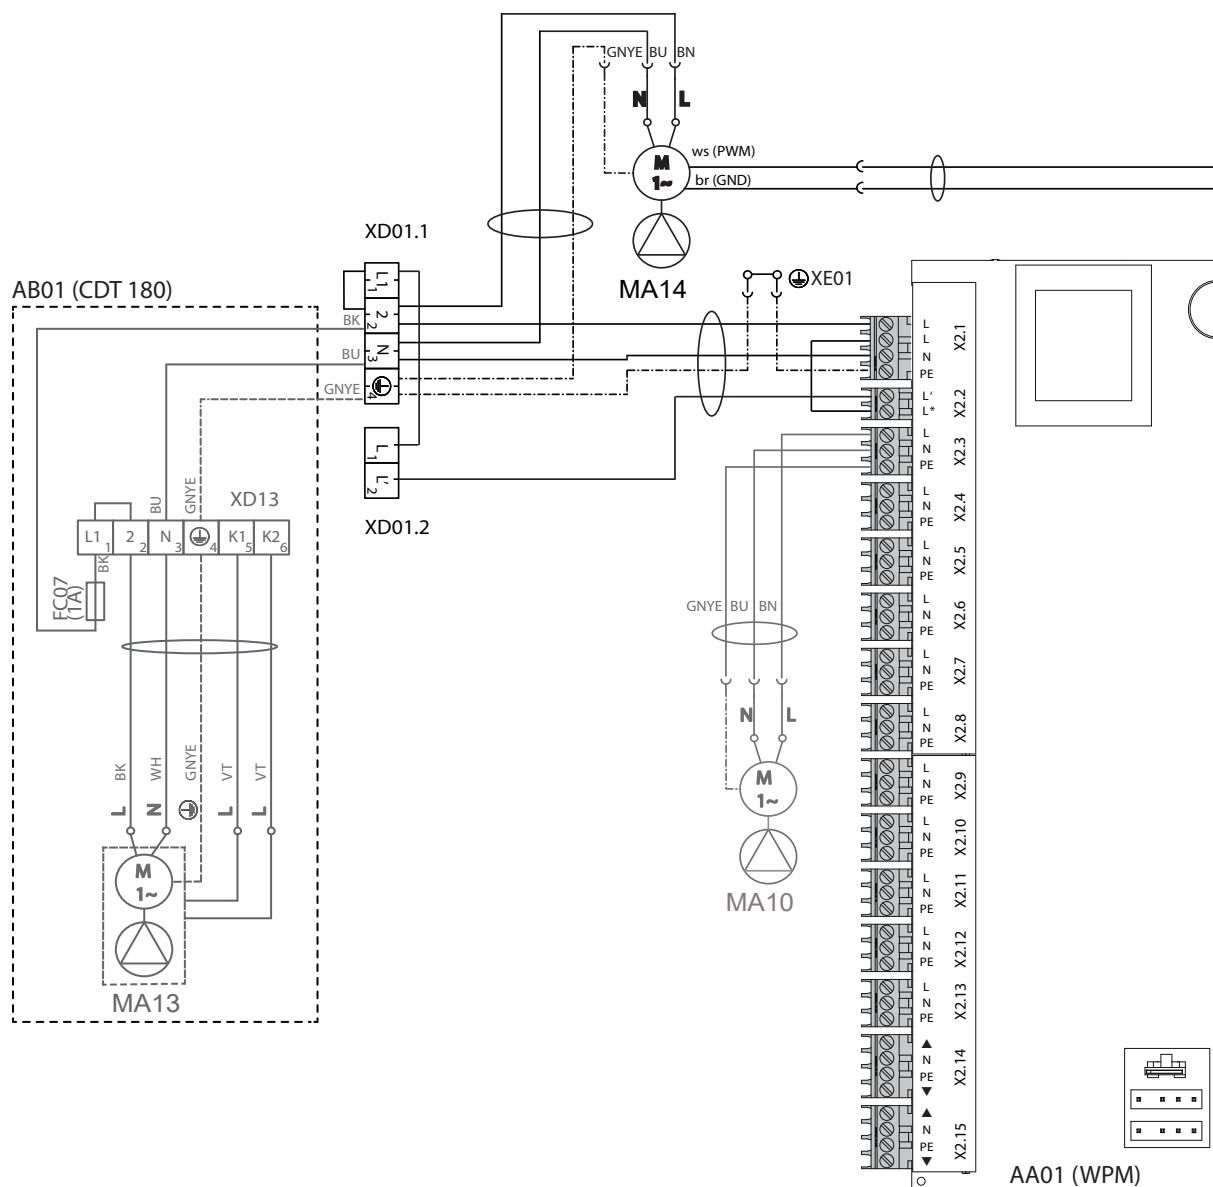 GNYE BU BN
N L
ws (PWM)
M
1~
br (GND)
XD01.1
MA14
XE01
AB01 (CDT 180)
L1 1
2 2
N 3
4
BK
BU
GNYE
L
L
N
PE
X2.1
L'
L*
X2.2
L
N
PE
X2.3
L 1
L' 2
XD01.2
BU
GNYE
XD13
L1 1
2 2
N 3
4
K1 5
K2 6
BK
FC07
(1A)
L
N
PE
X2.4
L
N
PE
X2.5
GNYE BU BN
L
N
PE
X2.6
L
N
PE
X2.7
N L
L
N
PE
X2.8
BK
WH
GNYE
VT
VT
L
N
L
L
M
1~
MA13
M
1~
MA10
L
N
PE
X2.9
L
N
PE
X2.10
L
N
PE
X2.11
L
N
PE
X2.12
L
N
PE
X2.13
N
PE
X2.14
N
PE
X2.15
AA01 (WPM)